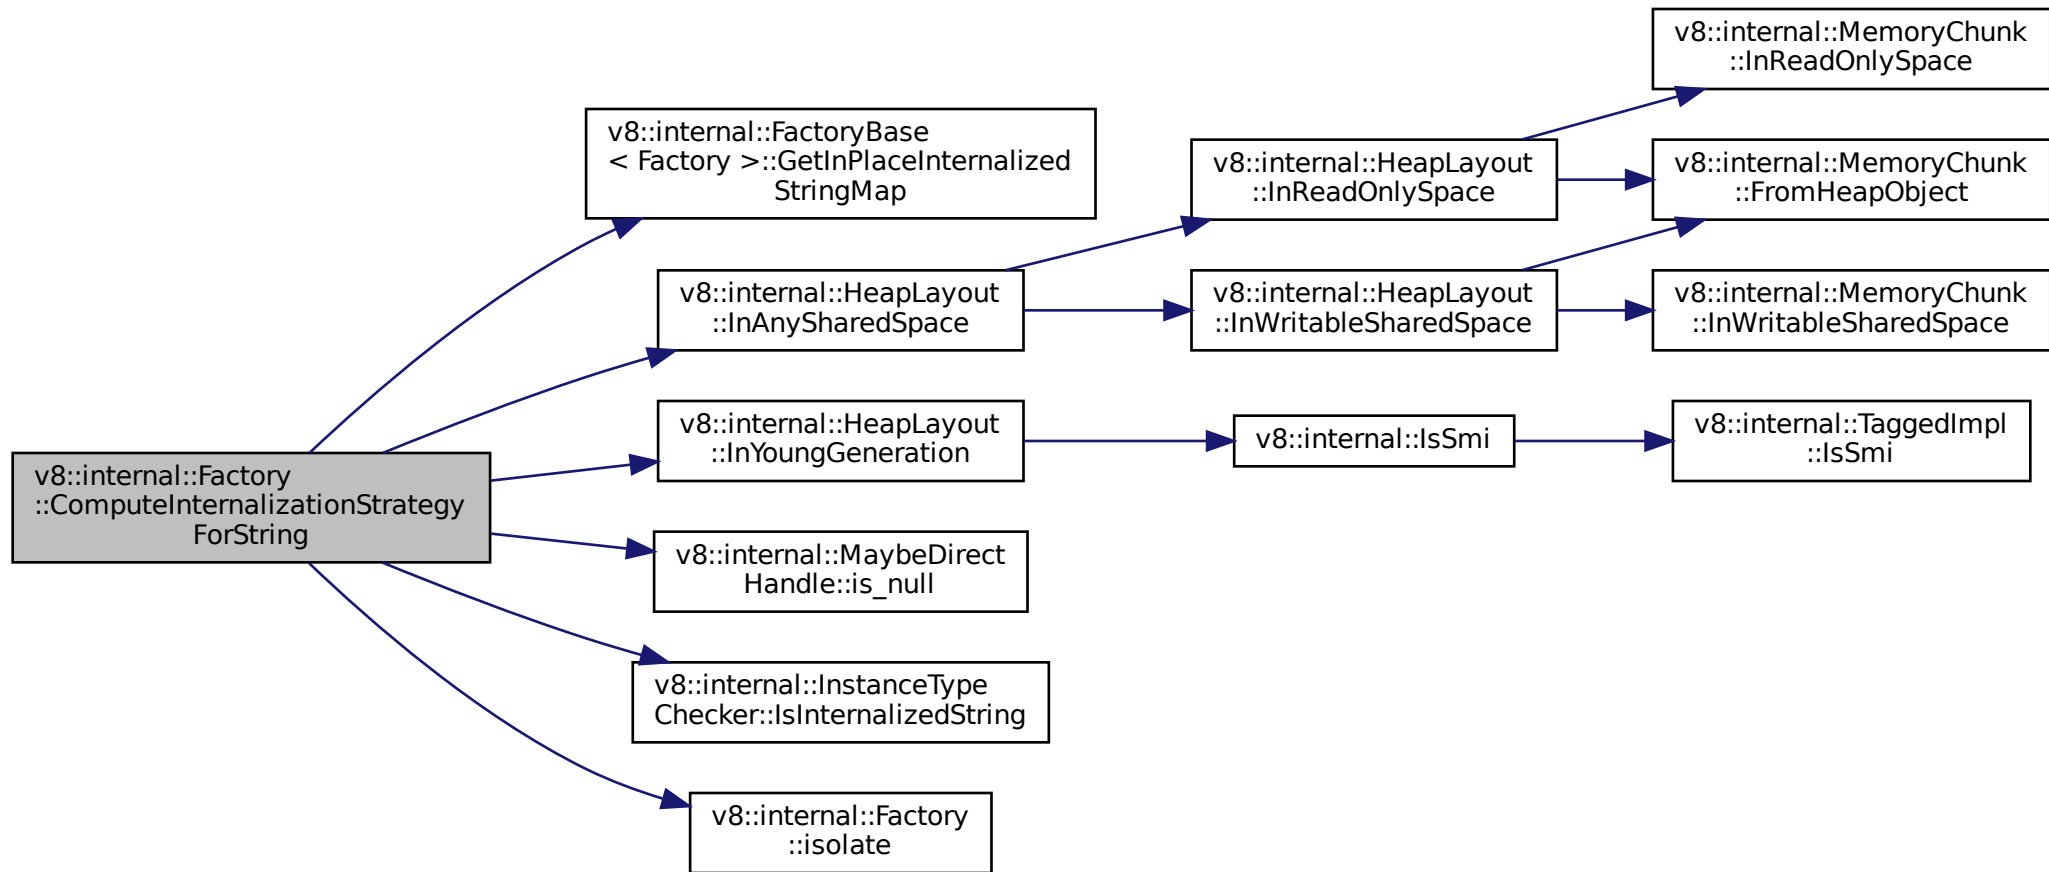 v8::internal::Factory
::ComputeInternalizationStrategy
ForString
v8::internal::FactoryBase
< Factory >::GetInPlaceInternalized
StringMap
v8::internal::HeapLayout
::InAnySharedSpace
v8::internal::HeapLayout
::InReadOnlySpace
v8::internal::MemoryChunk
::InReadOnlySpace
v8::internal::MemoryChunk
::FromHeapObject
v8::internal::HeapLayout
::InWritableSharedSpace
v8::internal::MemoryChunk
::InWritableSharedSpace
v8::internal::HeapLayout
::InYoungGeneration
v8::internal::IsSmi
v8::internal::TaggedImpl
::IsSmi
v8::internal::MaybeDirect
Handle::is_null
v8::internal::InstanceType
Checker::IsInternalizedString
v8::internal::Factory
::isolate